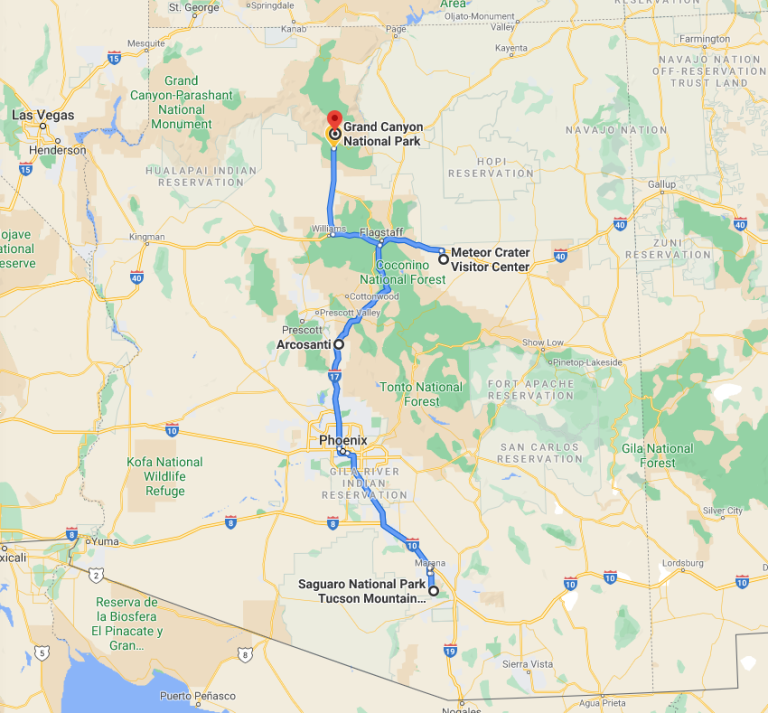 Area
St. George
Springdale
Kanab
Page
Oljato-Monument
Valley
Kayenta
Farmington
Mesquite
15
Grand
Canyon-Parashant
National
Monument
NAVAJO NATION
OFF-RESERVATION
TRUST LAND
Las Vegas
Henderson
15
Grand Canyon
National Park
NAVAJO NATION
HUALAPAI INDIAN
RESERVATION
HOPI
RESERVATION
Gallup
ojave
ational
eserve
Kingman
Williams
Flagstaff
40
40
40
40
ZUNI
RESERVATION
Meteor Crater
Visitor Center
Coconino
National Forest
Cottonwood
Prescott Valley
Prescott
Arcosanti
Show Low
Pinetop-Lakeside
17
Tonto National
Forest
FORT APACHE
RESERVATION
10
Phoenix
SAN CARLOS
RESERVATION
Gila National
Forest
Kofa National
Wildlife
Refuge
GILA RIVER
INDIAN
RESERVATION
Silver City
8
8
8
Yuma
xicali
10
Marana
Lordsburg
2
10
10
10
Saguaro National Park
Tucson Mountain...
Reserva de
la Biosfera
El Pinacate y
Gran...
5
8
19
Sierra Vista
Puerto Peñasco
Nogales
Agua Prieta